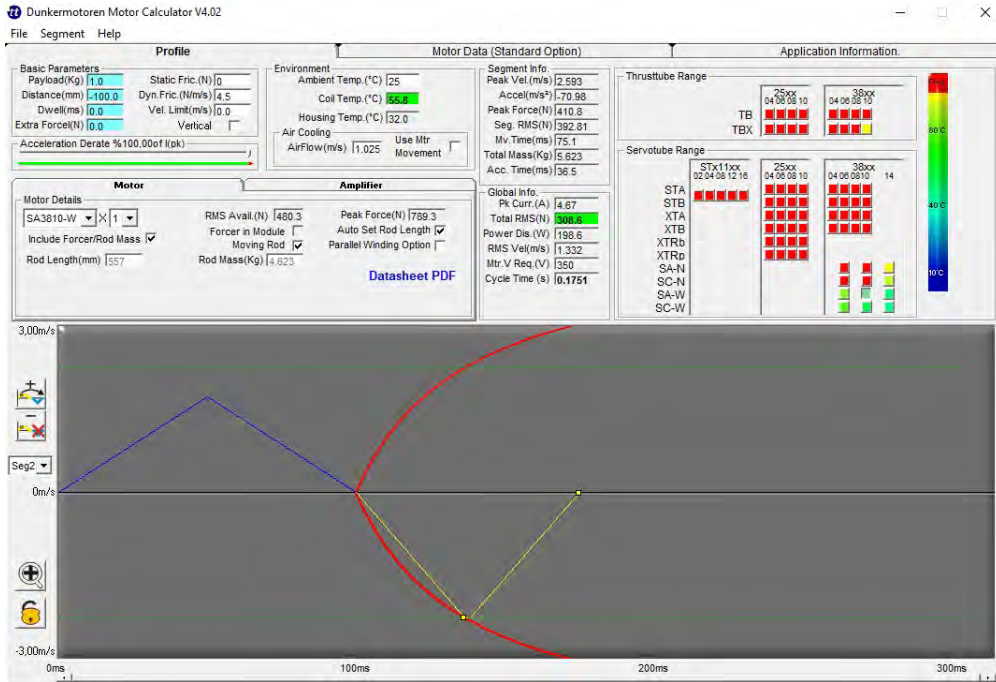 Dunkermotoren Motor Calculator V4.02
File Segment Help
Profile
Motor Data (Standard Option)
Application Information.
Basic Parameters
Payload(Kg) 1.0 Static Fric.(N) 0
Distance(mm) -100.0 Dyn.Fric.(N/m/s) 4.5
Dwell(ms) 0.0 Vel. Limit(m/s) 0.0
Extra Forcel(N) 0.0 Vertical
Acceleration Derate %100,00of I(pk)
Environment
Ambient Temp.(°C) 25
Coil Temp.(°C) 55.8
Housing Temp.(°C) 32.0
Air Cooling
AirFlow(m/s) 1.025 Use Mtr Movement
Segment Info.
Peak Vel.(m/s) 2.593
Accel(m/s²) -70.98
Peak Force(N) 410.8
Seg. RMS(N) 392.81
Mv.Time(ms) 75.1
Total Mass(Kg) 5.623
Acc. Time(ms) 36.5
Global Info.
Pk Curr.(A) 4.67
Total RMS(N) 308.6
Power Dis.(W) 198.6
RMS Vel(m/s) 1.332
Mtr.V Req.(V) 350
Cycle Time (s) 0.1751
Thrusttube Range
25xx 38xx
04 06 08 10 04 06 08 10
TB
TBX
Servotube Range
STx11xx 25xx 38xx
02 04 08 12 16 04 06 0810 04 06 08 10 14
STA
STB
XTA
XTB
XTRb
XTRp
SA-N
SC-N
SA-W
SC-W
80°C
40°C
10°C
Motor
Amplifier
Motor Details
SA3810-W X 1
Include Forcer/Rod Mass
Rod Length(mm) 557
RMS Avail.(N) 480.3
Forcer in Module
Moving Rod
Rod Mass(Kg) 4.623
Peak Force(N) 789.3
Auto Set Rod Length
Parallel Winding Option
Datasheet PDF
3,00m/s
Seg2
0m/s
-3,00m/s
0ms 100ms 200ms 300ms